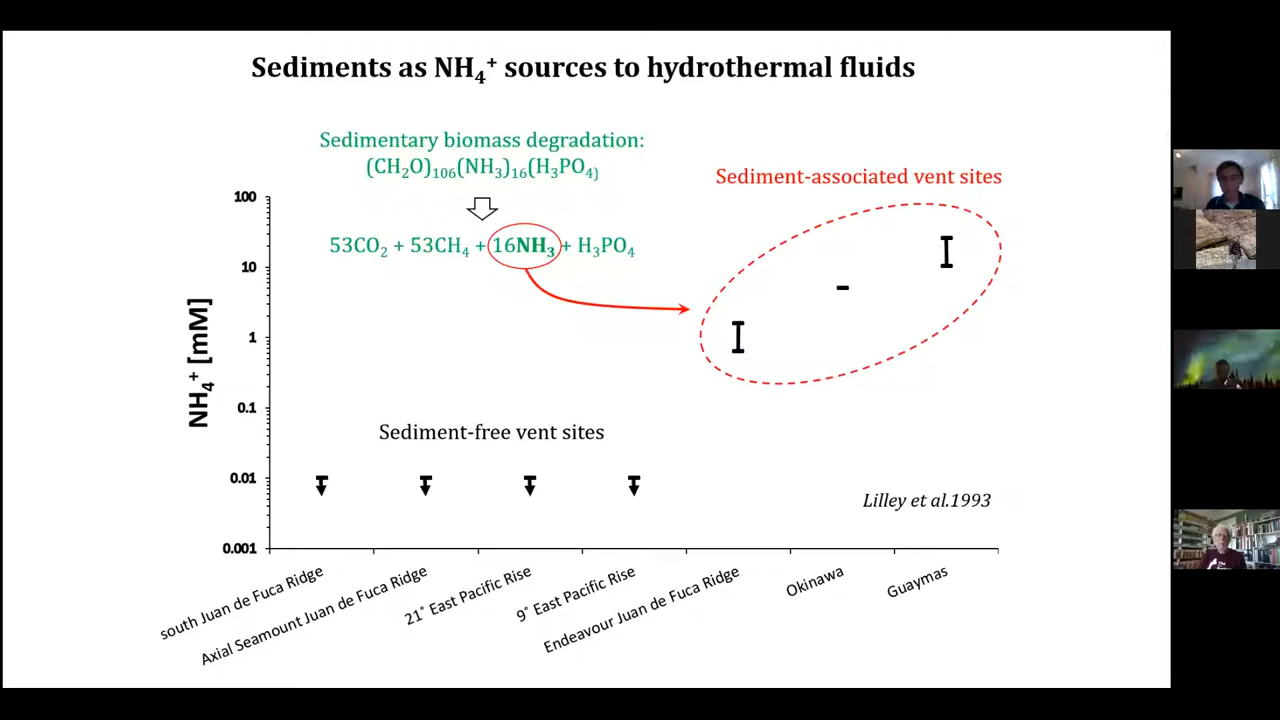 Sediments as NH₄⁺ sources to hydrothermal fluids
Sedimentary biomass degradation:
(CH₂O)₁₀₆(NH₃)₁₆(H₃PO₄)
53CO₂ + 53CH₄ + 16NH₃ + H₃PO₄
Sediment-associated vent sites
NH₄⁺ [mM]
100
10
1
0.1
0.01
0.001
Sediment-free vent sites
Lilley et al.1993
south Juan de Fuca Ridge
Axial Seamount Juan de Fuca Ridge
21° East Pacific Rise
9° East Pacific Rise
Endeavour Juan de Fuca Ridge
Okinawa
Guaymas